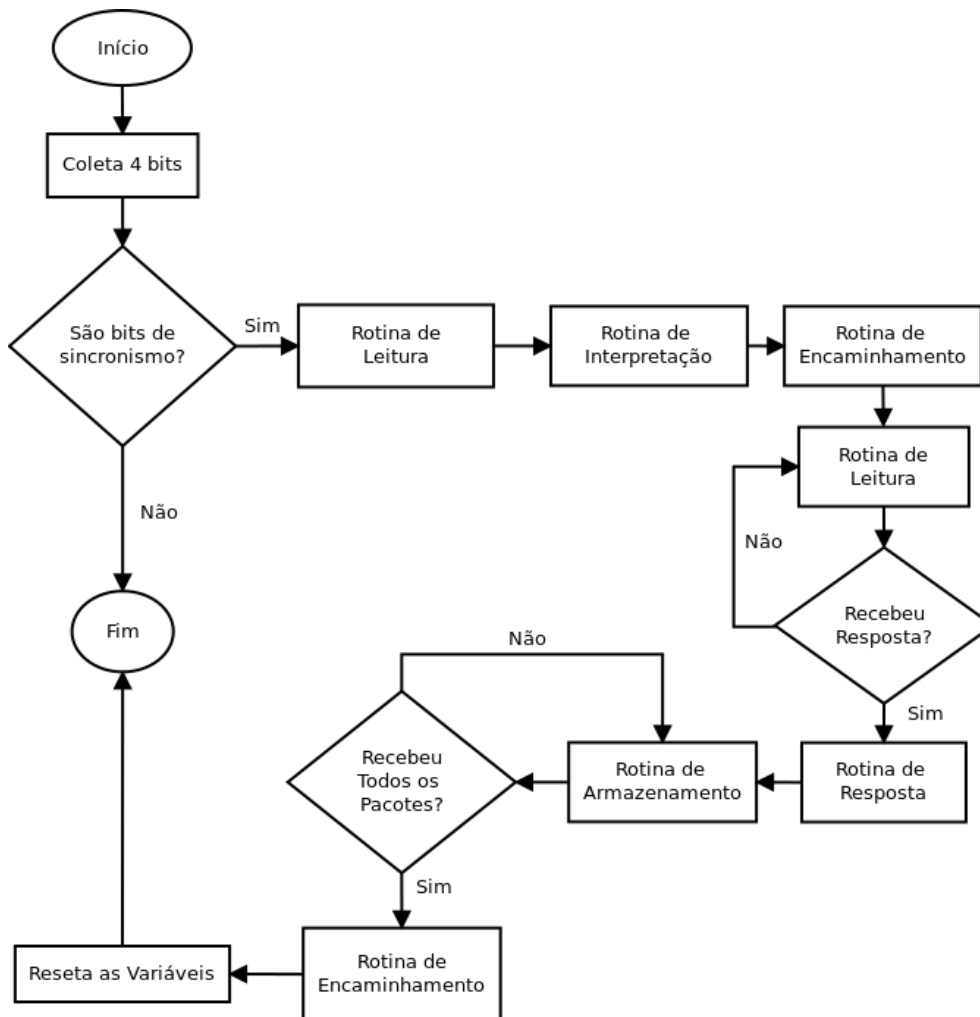 Início
Coleta 4 bits
São bits de
sincronismo?
Sim
Rotina de
Leitura
Rotina de
Interpretação
Rotina de
Encaminhamento
Rotina de
Leitura
Não
Não
Recebeu
Resposta?
Fim
Não
Sim
Recebeu
Todos os
Pacotes?
Rotina de
Armazenamento
Rotina de
Resposta
Sim
Reseta as Variáveis
Rotina de
Encaminhamento